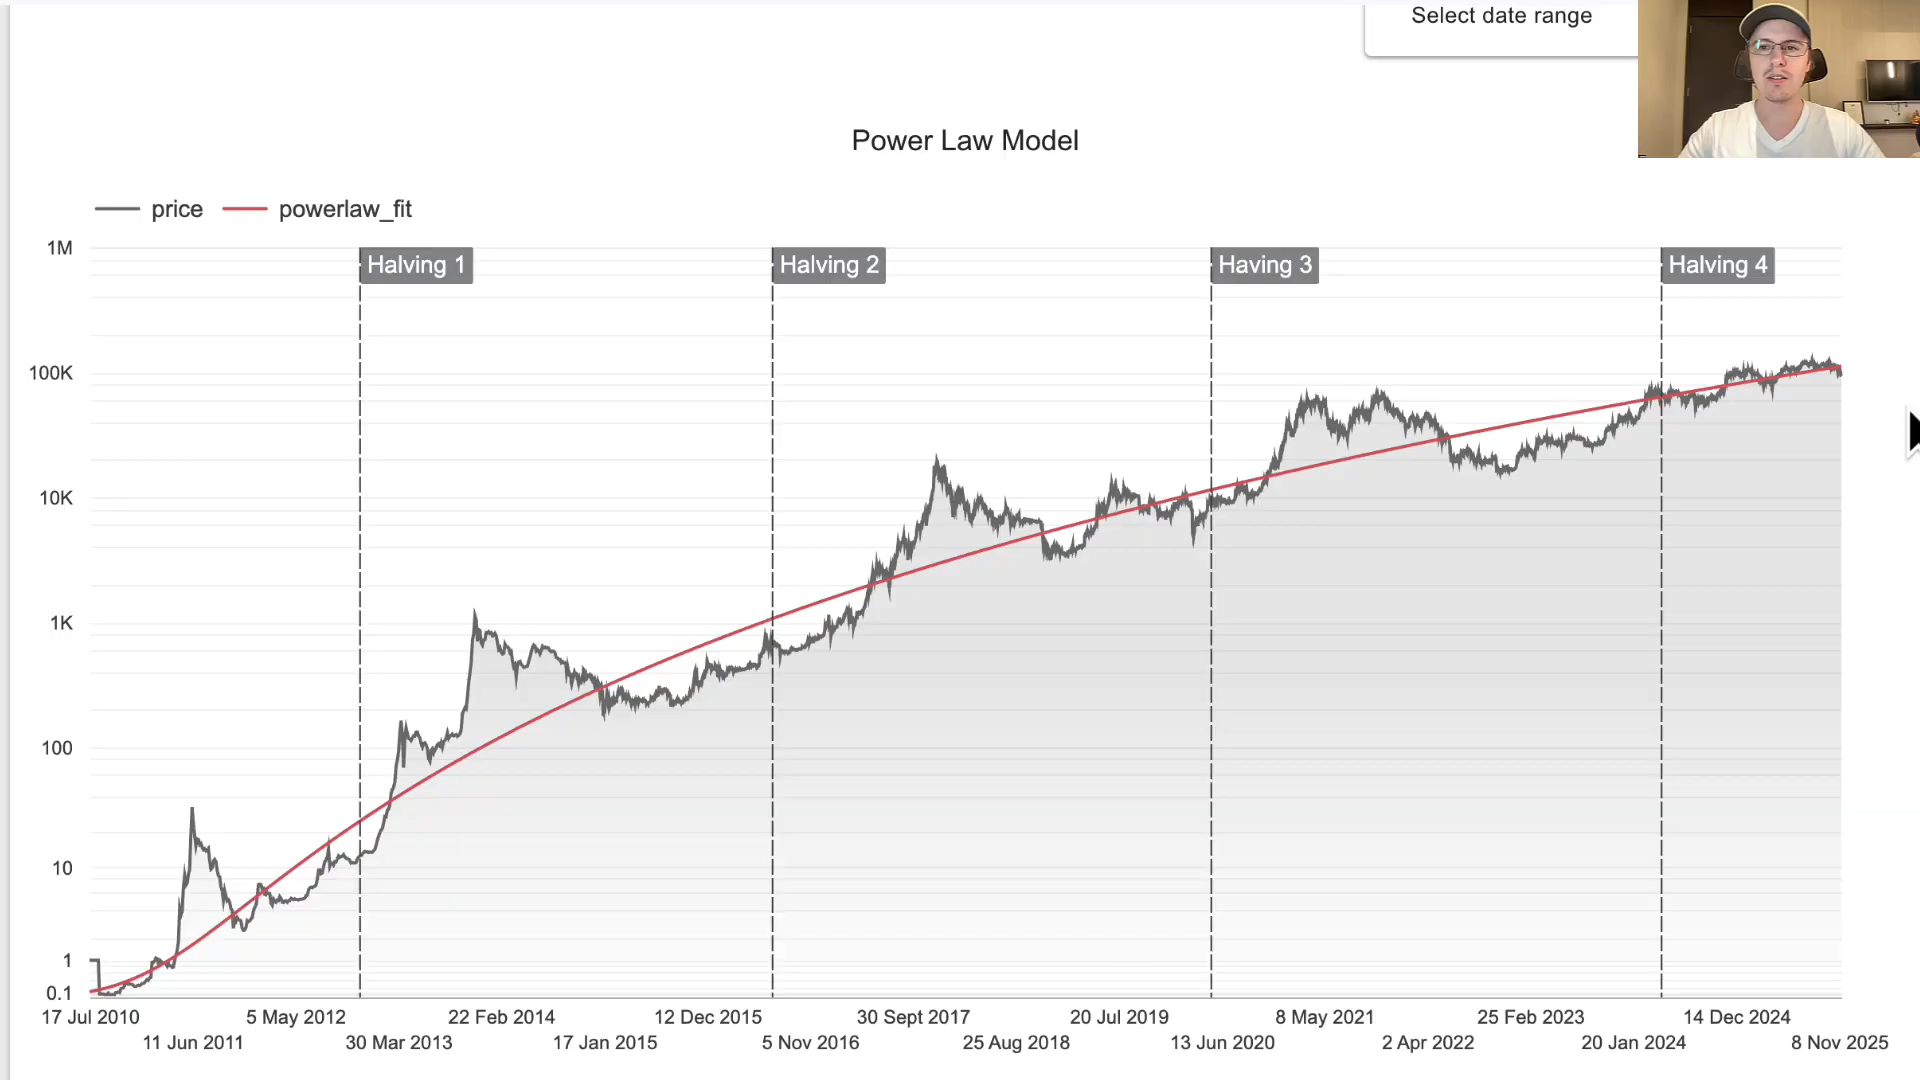 Select date range
Power Law Model
price powerlaw_fit
1M
Halving 1 Halving 2 Having 3 Halving 4
100K
10K
1K
100
10
1
0.1
17 Jul 2010 5 May 2012 22 Feb 2014 12 Dec 2015 30 Sept 2017 20 Jul 2019 8 May 2021 25 Feb 2023 14 Dec 2024
11 Jun 2011 30 Mar 2013 17 Jan 2015 5 Nov 2016 25 Aug 2018 13 Jun 2020 2 Apr 2022 20 Jan 2024 8 Nov 2025